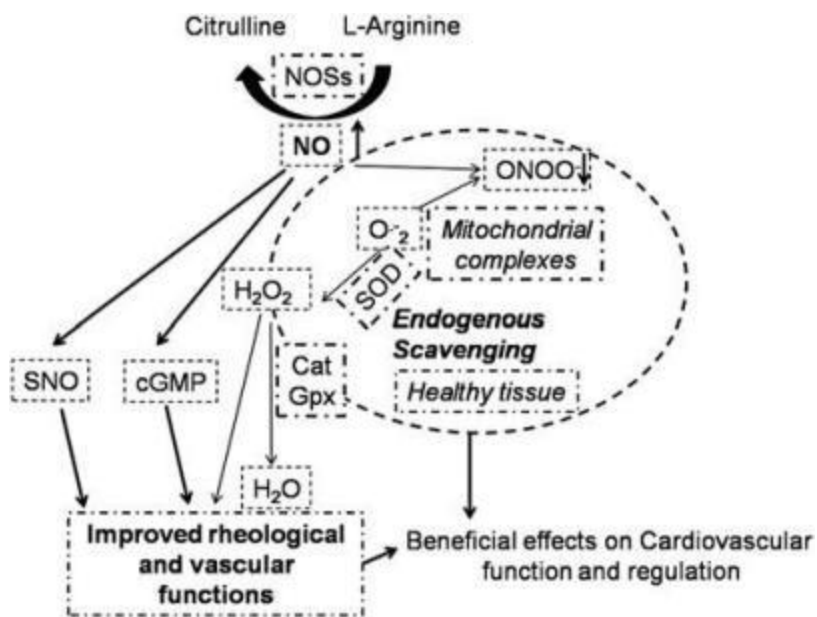 Citrulline
L-Arginine
NOSs
NO
ONOO⁻
O₂⁻
Mitochondrial
complexes
SOD
H₂O₂
Endogenous
Scavenging
Cat
Gpx
Healthy tissue
SNO
cGMP
H₂O
Improved rheological
and vascular
functions
Beneficial effects on Cardiovascular
function and regulation